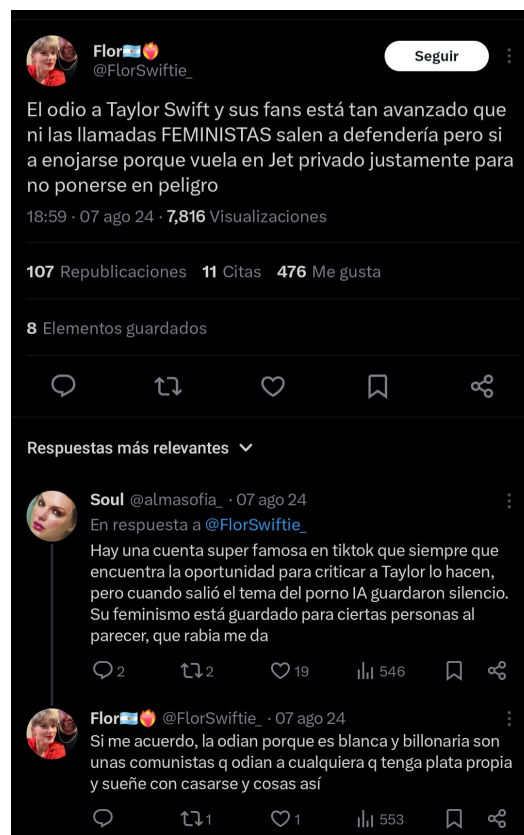 Flor🇦🇷❤️‍🔥
@FlorSwiftie_
Seguir
El odio a Taylor Swift y sus fans está tan avanzado que
ni las llamadas FEMINISTAS salen a defendería pero si
a enojarse porque vuela en Jet privado justamente para
no ponerse en peligro
18:59 · 07 ago 24 · 7,816 Visualizaciones
107 Republicaciones 11 Citas 476 Me gusta
8 Elementos guardados
Respuestas más relevantes
Soul @almasofia_ · 07 ago 24
En respuesta a @FlorSwiftie_
Hay una cuenta super famosa en tiktok que siempre que
encuentra la oportunidad para criticar a Taylor lo hacen,
pero cuando salió el tema del porno IA guardaron silencio.
Su feminismo está guardado para ciertas personas al
parecer, que rabia me da
2 2 19 546
Flor🇦🇷❤️‍🔥 @FlorSwiftie_ · 07 ago 24
Si me acuerdo, la odian porque es blanca y billonaria son
unas comunistas q odian a cualquiera q tenga plata propia
y sueñe con casarse y cosas así
1 1 553